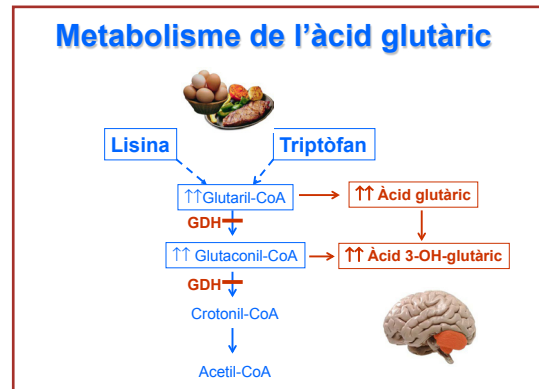 Metabolisme de l'àcid glutàric
Lisina
Triptòfan
↑↑Glutaril-CoA
↑↑ Àcid glutàric
GDH
↑↑ Glutaconil-CoA
↑↑ Àcid 3-OH-glutàric
GDH
Crotonil-CoA
Acetil-CoA